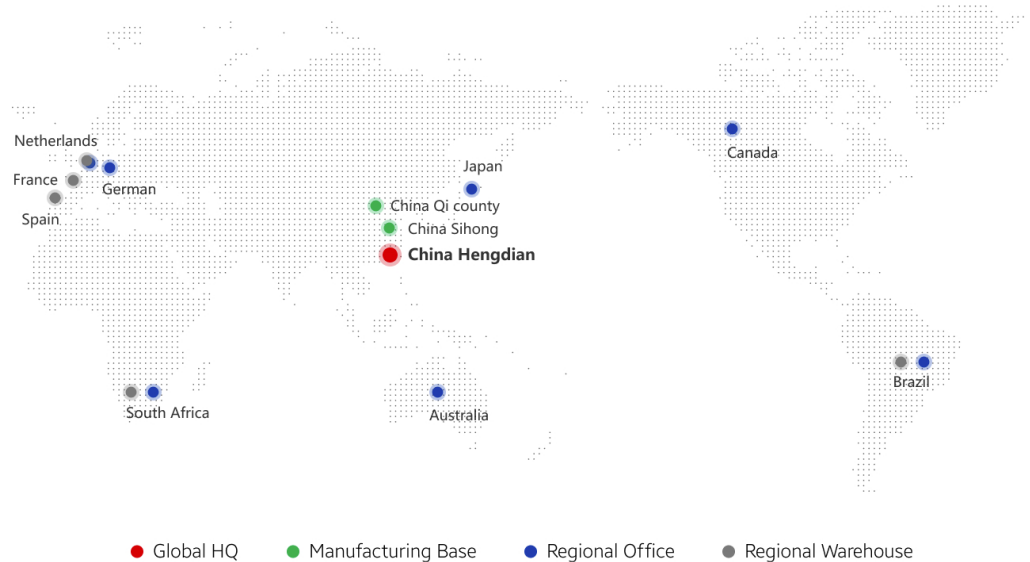 Netherlands
France
German
Spain
Japan
China Qi county
China Sihong
China Hengdian
Canada
South Africa
Australia
Brazil
Global HQ
Manufacturing Base
Regional Office
Regional Warehouse